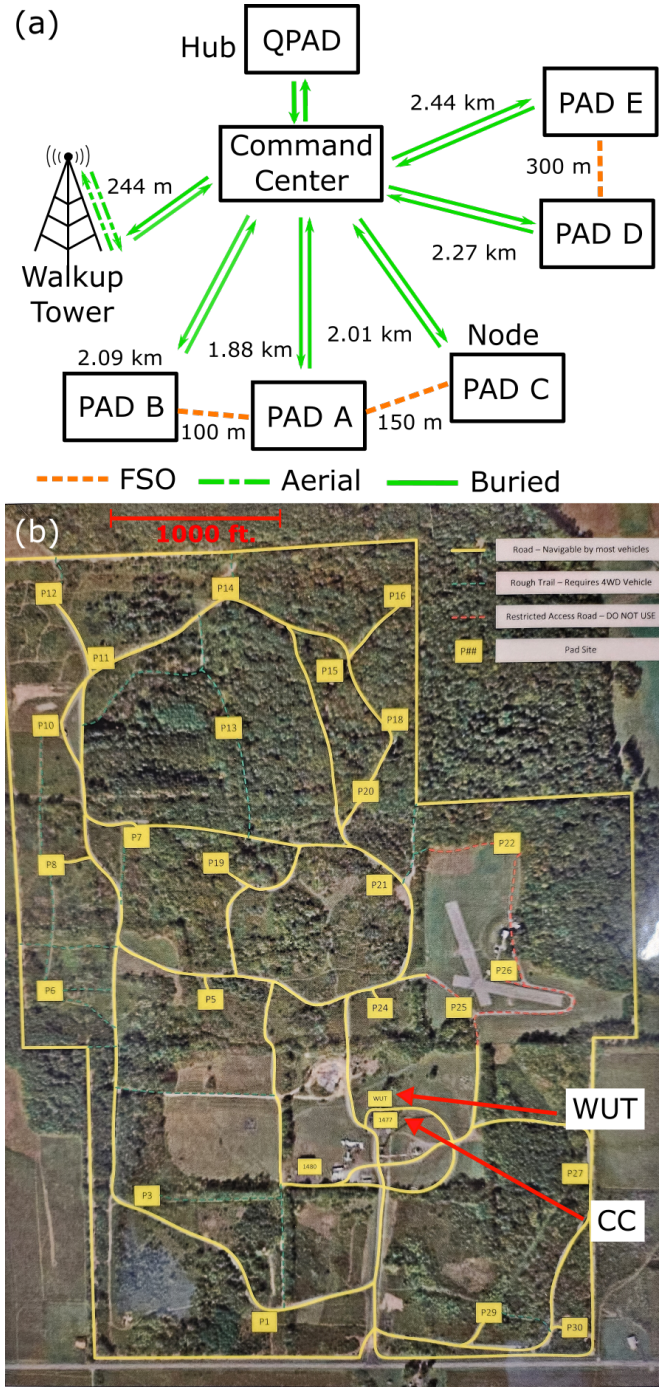 (a)
Hub
QPAD
Command
Center
2.44 km
PAD E
300 m
PAD D
2.27 km
244 m
Walkup
Tower
2.09 km
1.88 km
2.01 km
Node
PAD B
100 m
PAD A
150 m
PAD C
FSO
Aerial
Buried
(b)
1000 ft.
Road – Navigable by most vehicles
Rough Trail – Requires 4WD Vehicle
Restricted Access Road – DO NOT USE
P##
Pad Site
P12
P14
P16
P11
P15
P10
P13
P18
P20
P7
P22
P8
P19
P21
P26
P6
P5
P24
P25
WUT
WUT
1477
1480
P27
P3
CC
P1
P29
P30